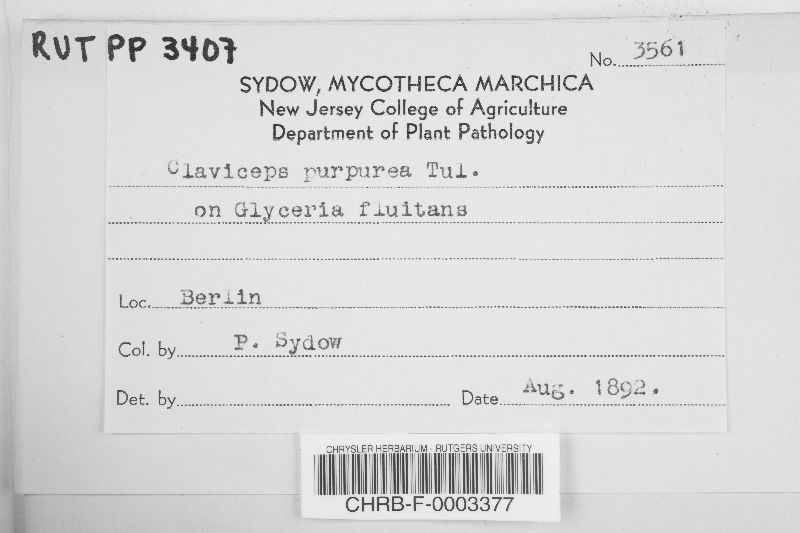 RUT PP 3407
No. 3561
SYDOW, MYCOTHECA MARCHICA
New Jersey College of Agriculture
Department of Plant Pathology
Claviceps purpurea Tul.
on Glyceria fluitans
Loc. Berlin
Col. by P. Sydow
Det. by
Date Aug. 1892.
CHRYSLER HERBARIUM - RUTGERS UNIVERSITY
CHRB-F-0003377